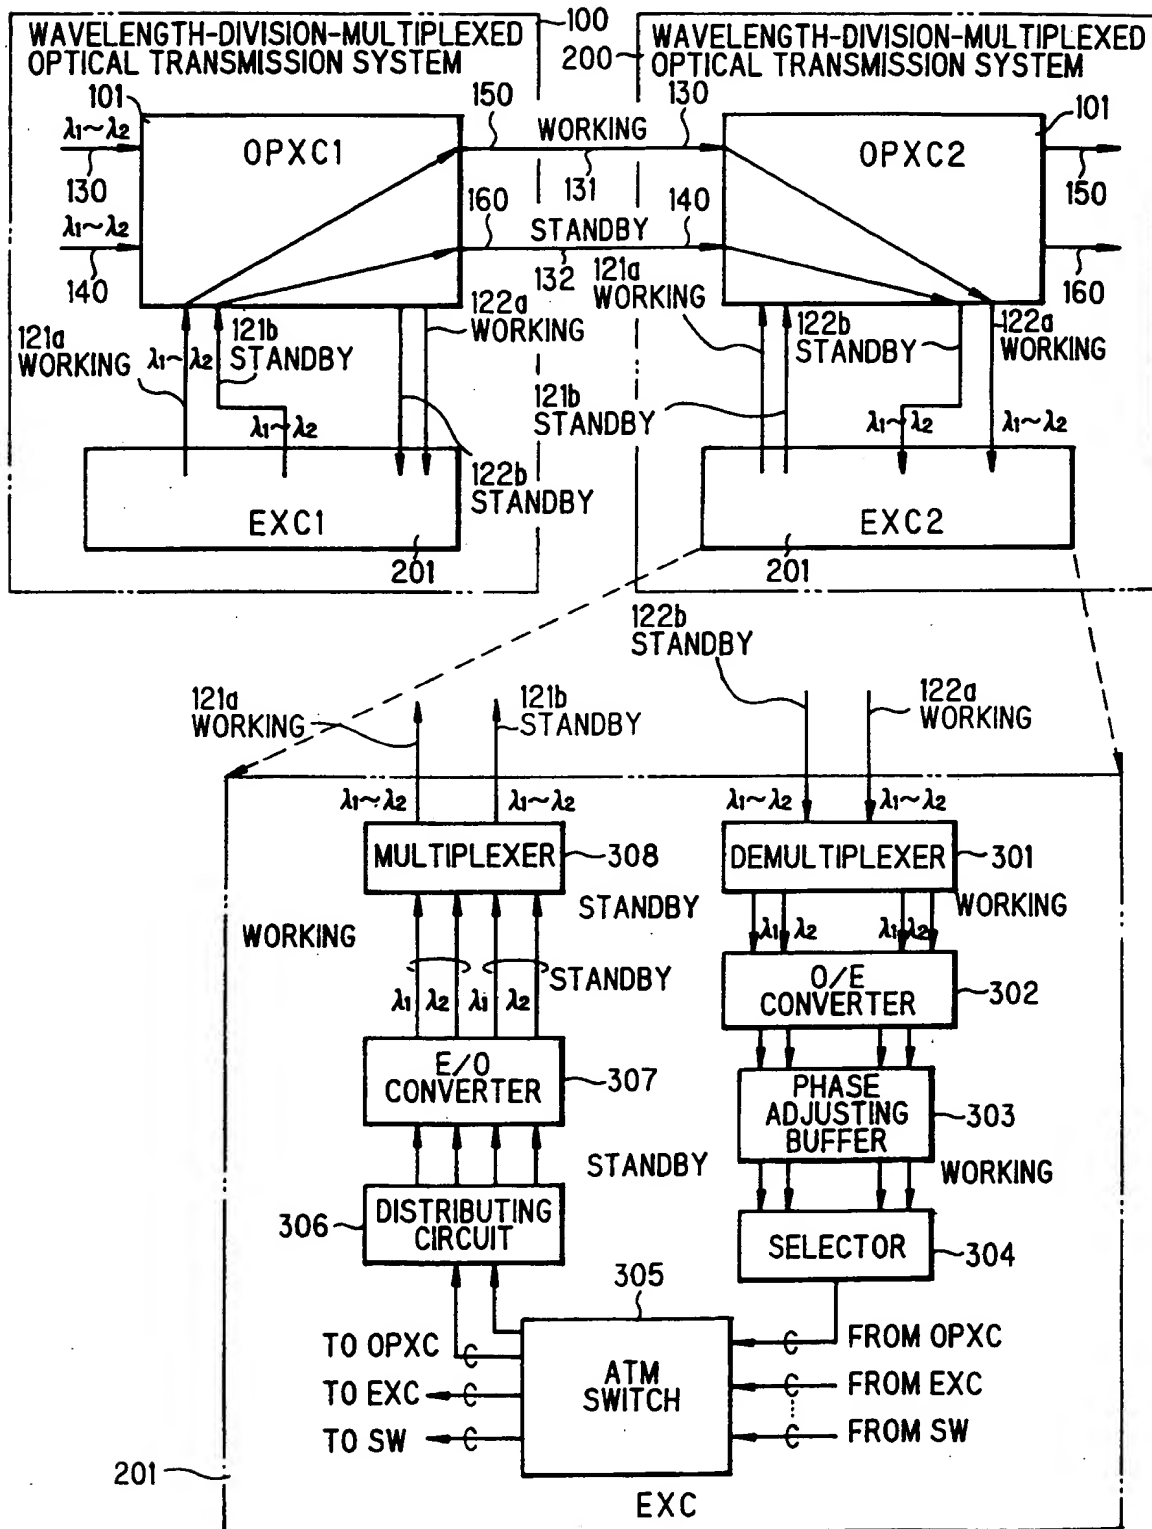 WAVELENGTH-DIVISION-MULTIPLEXED
OPTICAL TRANSMISSION SYSTEM
100
200
WAVELENGTH-DIVISION-MULTIPLEXED
OPTICAL TRANSMISSION SYSTEM
101
λ1~λ2
130
λ1~λ2
140
OPXC1
150
WORKING
130
131
160
STANDBY
140
132
OPXC2
101
150
160
121a
WORKING
λ1~λ2
121b
STANDBY
λ1~λ2
122a
WORKING
122b
STANDBY
EXC1
201
121a
WORKING
121b
STANDBY
122b
STANDBY
λ1~λ2
122a
WORKING
λ1~λ2
EXC2
201
122b
STANDBY
122a
WORKING
121a
WORKING
121b
STANDBY
λ1~λ2
λ1~λ2
λ1~λ2
λ1~λ2
MULTIPLEXER
308
DEMULTIPLEXER
301
STANDBY
WORKING
WORKING
STANDBY
λ1 λ2 λ1 λ2
λ1 λ2
λ1 λ2
O/E
CONVERTER
302
E/O
CONVERTER
307
PHASE
ADJUSTING
BUFFER
303
STANDBY
WORKING
306
DISTRIBUTING
CIRCUIT
SELECTOR
304
305
ATM
SWITCH
TO OPXC
FROM OPXC
TO EXC
FROM EXC
TO SW
FROM SW
201
EXC